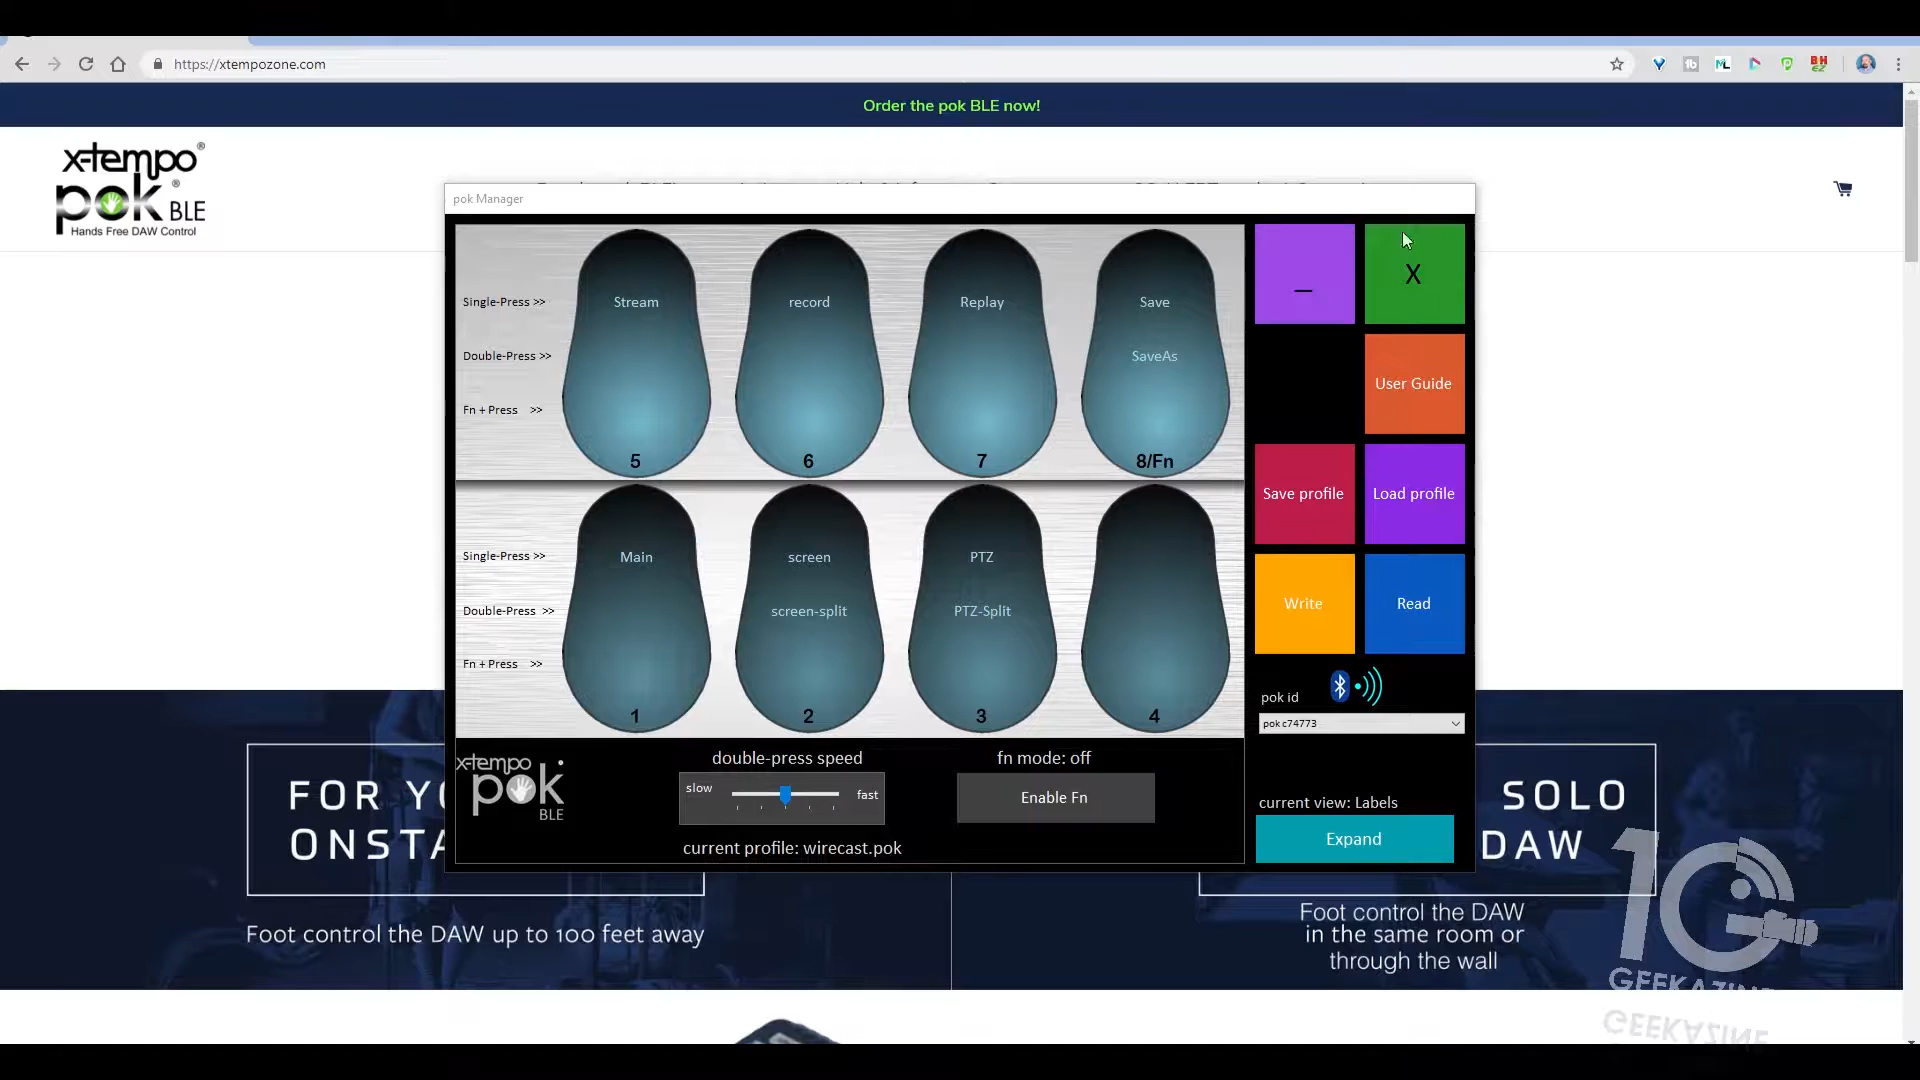 https://xtempozone.com
Order the pok BLE now!
x-tempo®
pok® BLE
Hands Free DAW Control
pok Manager
Single-Press >> Stream record Replay Save
Double-Press >> SaveAs
Fn + Press >>
5 6 7 8/Fn
Single-Press >> Main screen PTZ
Double-Press >> screen-split PTZ-Split
Fn + Press >>
1 2 3 4
_ X
User Guide
Save profile Load profile
Write Read
pok id
pok c74773
x-tempo
pok
BLE
double-press speed
slow fast
fn mode: off
Enable Fn
current profile: wirecast.pok
current view: Labels
Expand
FOR
ONSTA
Foot control the DAW up to 100 feet away
SOLO
DAW
Foot control the DAW
in the same room or
through the wall
GEEKAZINE